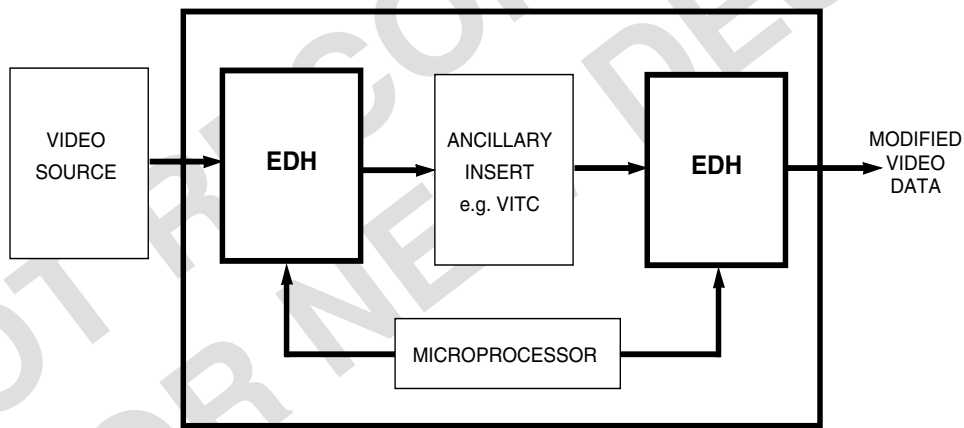 VIDEO
SOURCE
EDH
ANCILLARY
INSERT
e.g. VITC
EDH
MODIFIED
VIDEO
DATA
MICROPROCESSOR